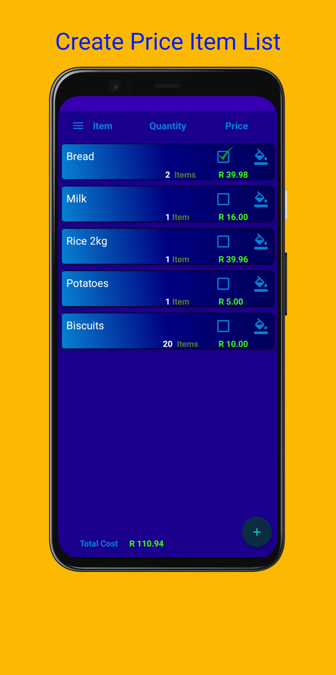 Create Price Item List
Item Quantity Price
Bread
2 Items R 39.98
Milk
1 Item R 16.00
Rice 2kg
1 Item R 39.96
Potatoes
1 Item R 5.00
Biscuits
20 Items R 10.00
Total Cost R 110.94